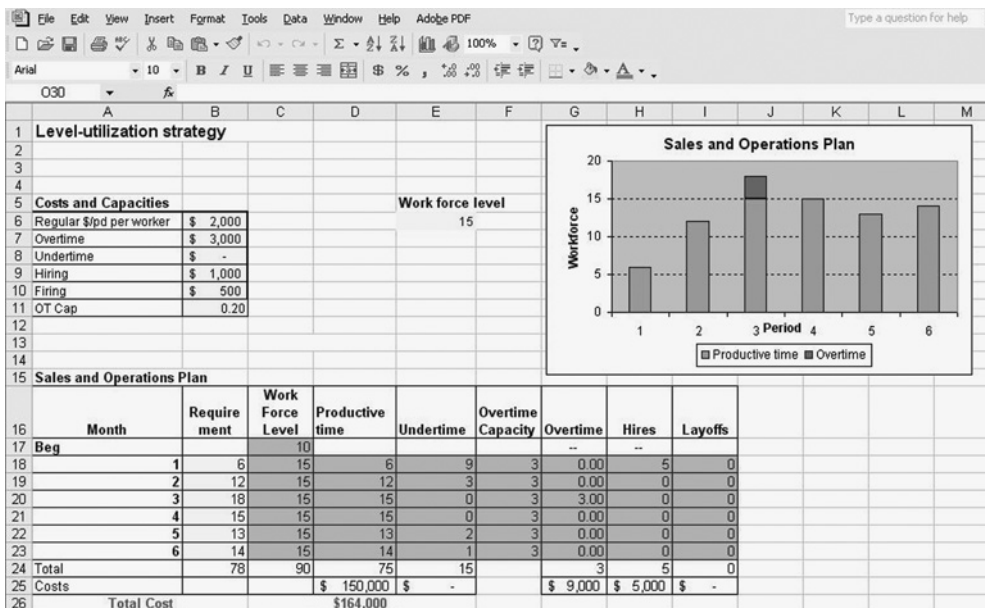 File Edit View Insert Format Tools Data Window Help Adobe PDF Type a question for help
100%
Arial 10 B I U $ % ,
O30 fx
A B C D E F G H I J K L M
1 Level-utilization strategy
2
3
4
5 Costs and Capacities Work force level
6 Regular $/pd per worker $ 2,000 15
7 Overtime $ 3,000
8 Undertime $ -
9 Hiring $ 1,000
10 Firing $ 500
11 OT Cap 0.20
12
13
14
Sales and Operations Plan
Workforce
20
15
10
5
0
1 2 3 Period 4 5 6
Productive time Overtime
15 Sales and Operations Plan
Work
Require Force Productive Overtime
16 Month ment Level time Undertime Capacity Overtime Hires Layoffs
17 Beg 10 -- --
18 1 6 15 6 9 3 0.00 5 0
19 2 12 15 12 3 3 0.00 0 0
20 3 18 15 15 0 3 3.00 0 0
21 4 15 15 15 0 3 0.00 0 0
22 5 13 15 13 2 3 0.00 0 0
23 6 14 15 14 1 3 0.00 0 0
24 Total 78 90 75 15 3 5 0
25 Costs $ 150,000 $ - $ 9,000 $ 5,000 $ -
26 Total Cost $164,000